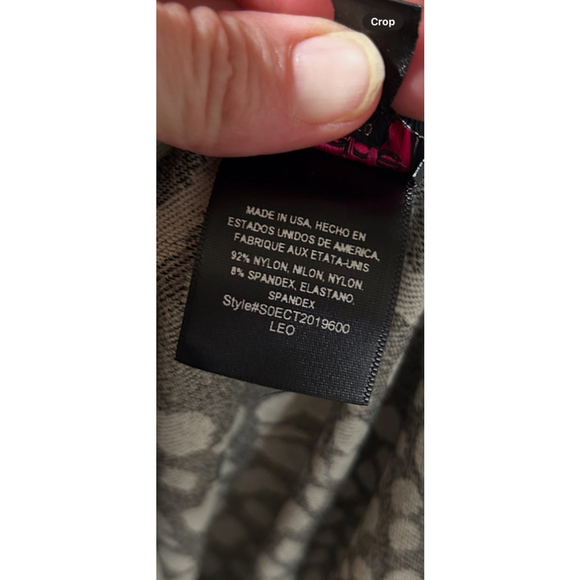 Crop
MADE IN USA, HECHO EN
ESTADOS UNIDOS DE AMERICA,
FABRIQUE AUX ETATA-UNIS
92% NYLON, NILON, NYLON,
8% SPANDEX, ELASTANO,
SPANDEX
Style#S0ECT2019600
LEO